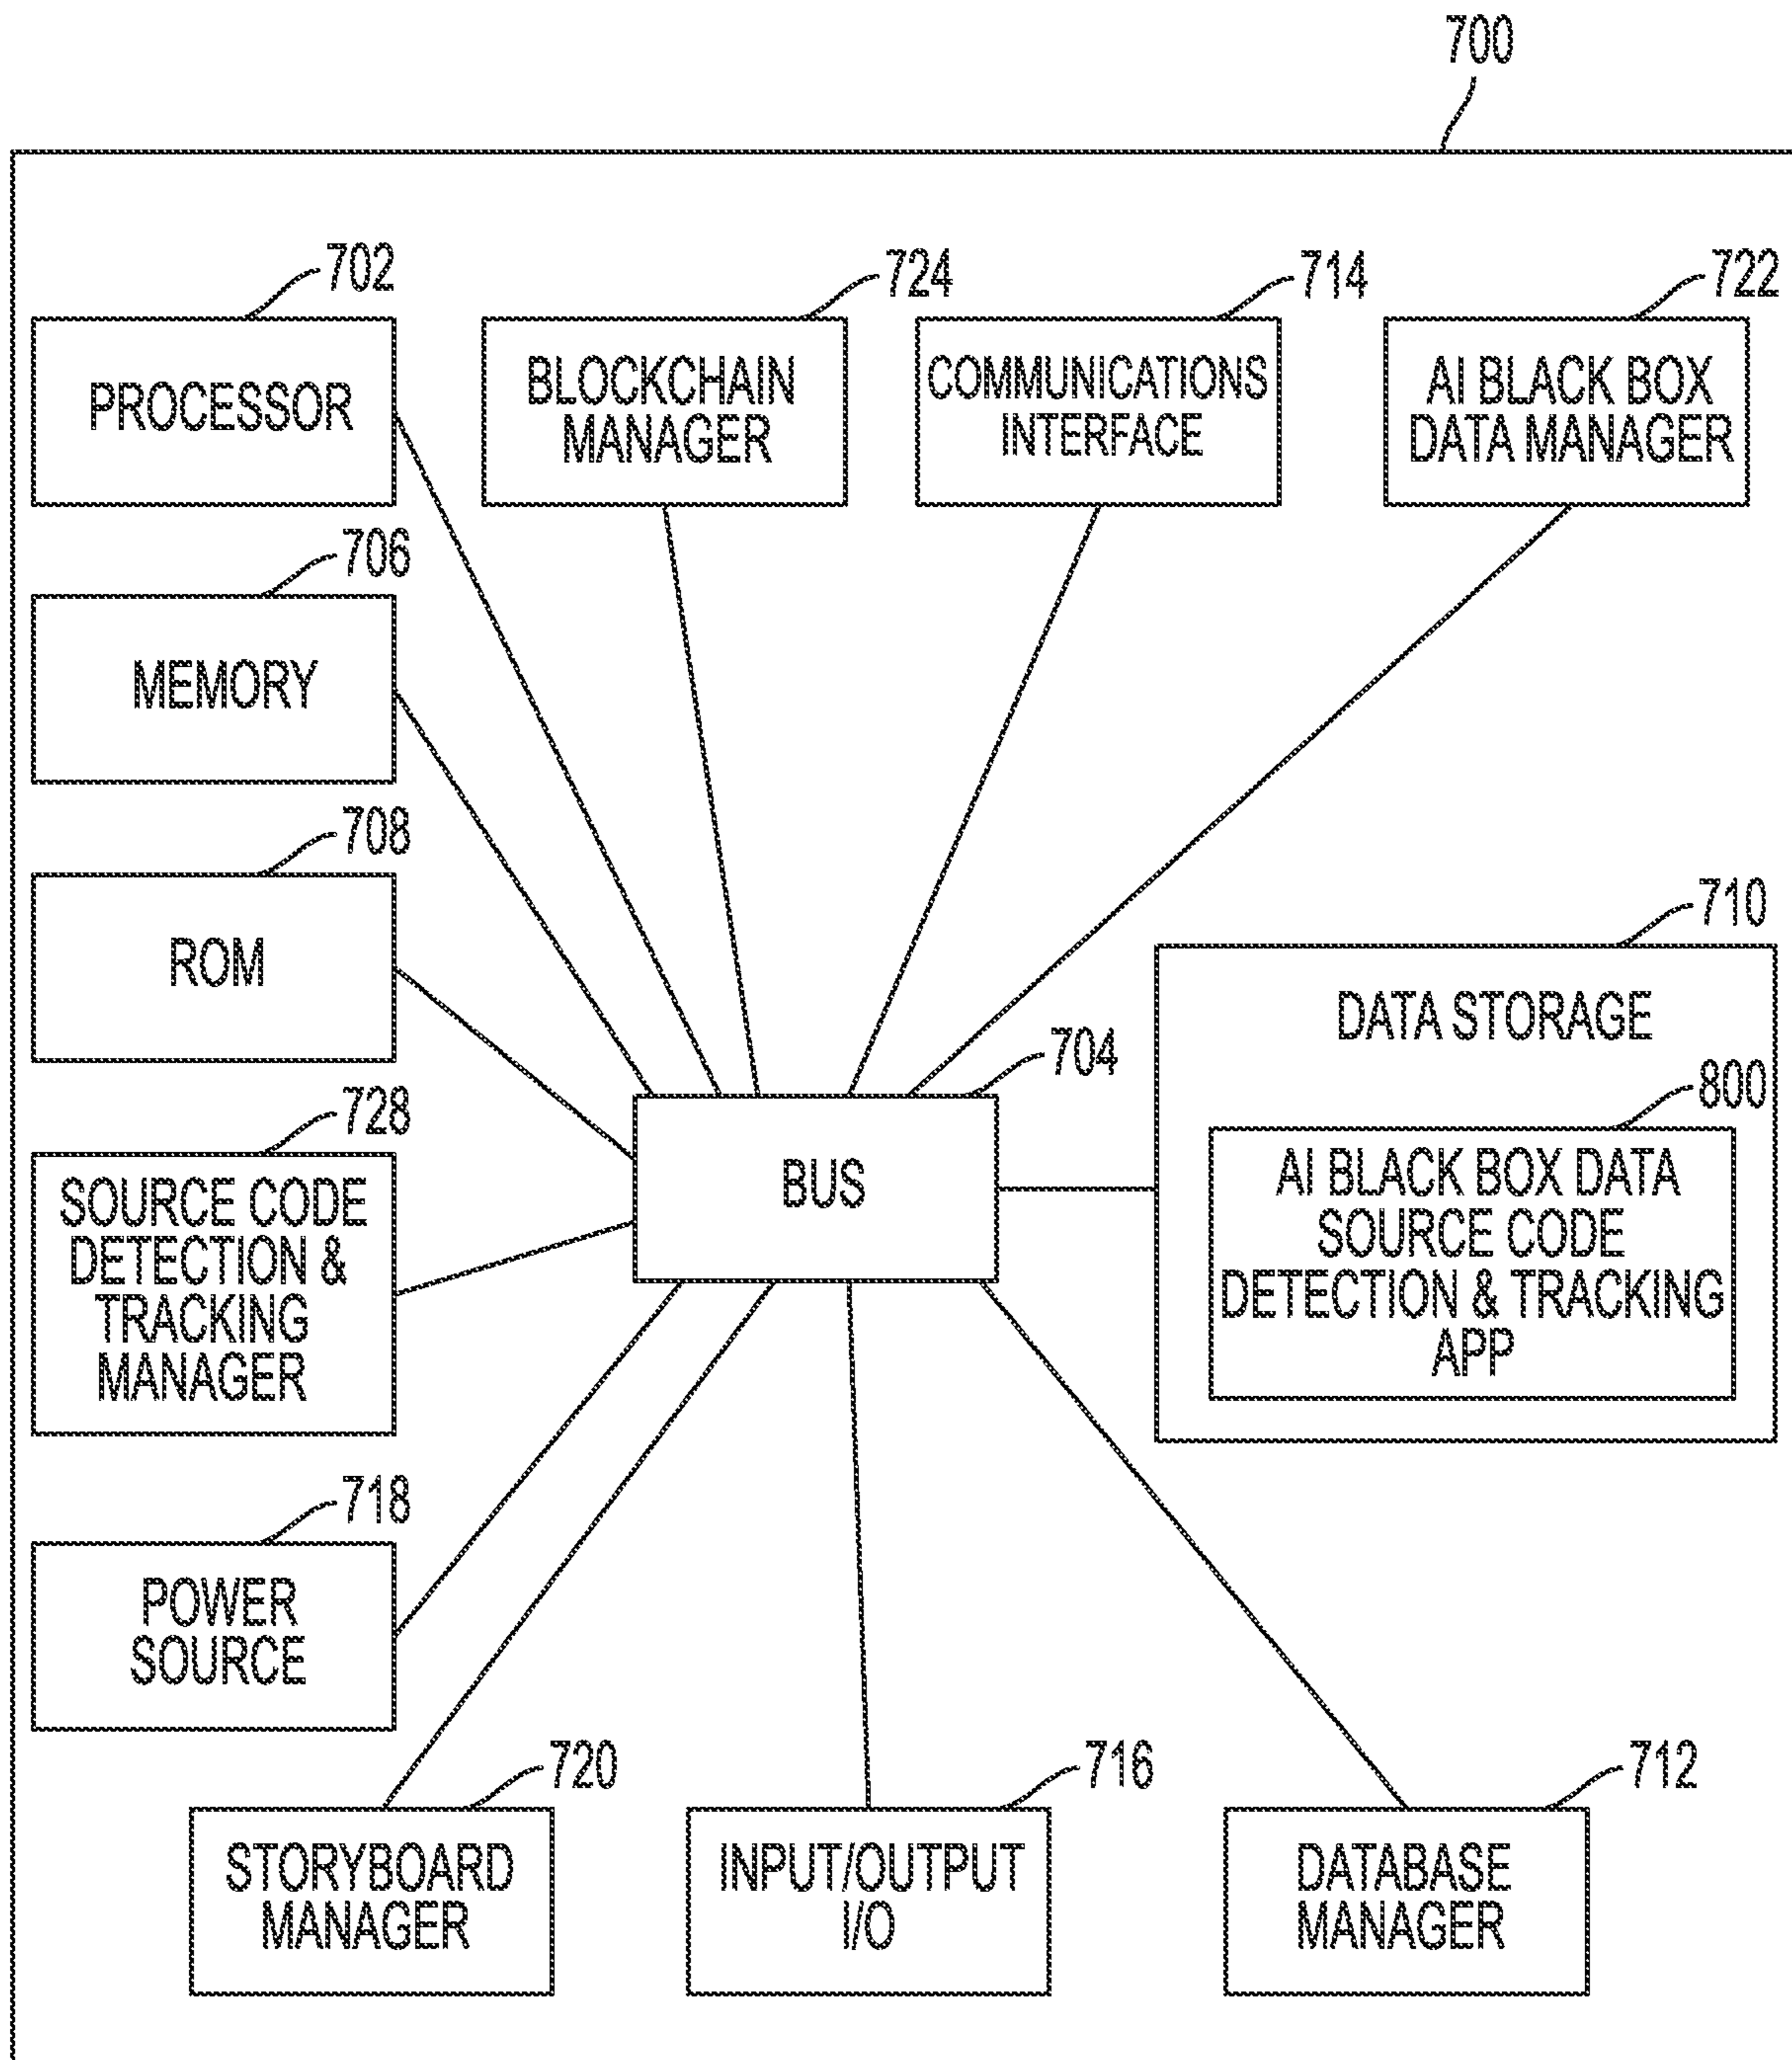 700
702
PROCESSOR
724
BLOCKCHAIN
MANAGER
714
COMMUNICATIONS
INTERFACE
722
AI BLACK BOX
DATA MANAGER
706
MEMORY
708
ROM
710
DATA STORAGE
800
AI BLACK BOX DATA
SOURCE CODE
DETECTION & TRACKING
APP
704
BUS
728
SOURCE CODE
DETECTION &
TRACKING
MANAGER
718
POWER
SOURCE
720
STORYBOARD
MANAGER
716
INPUT/OUTPUT
I/O
712
DATABASE
MANAGER